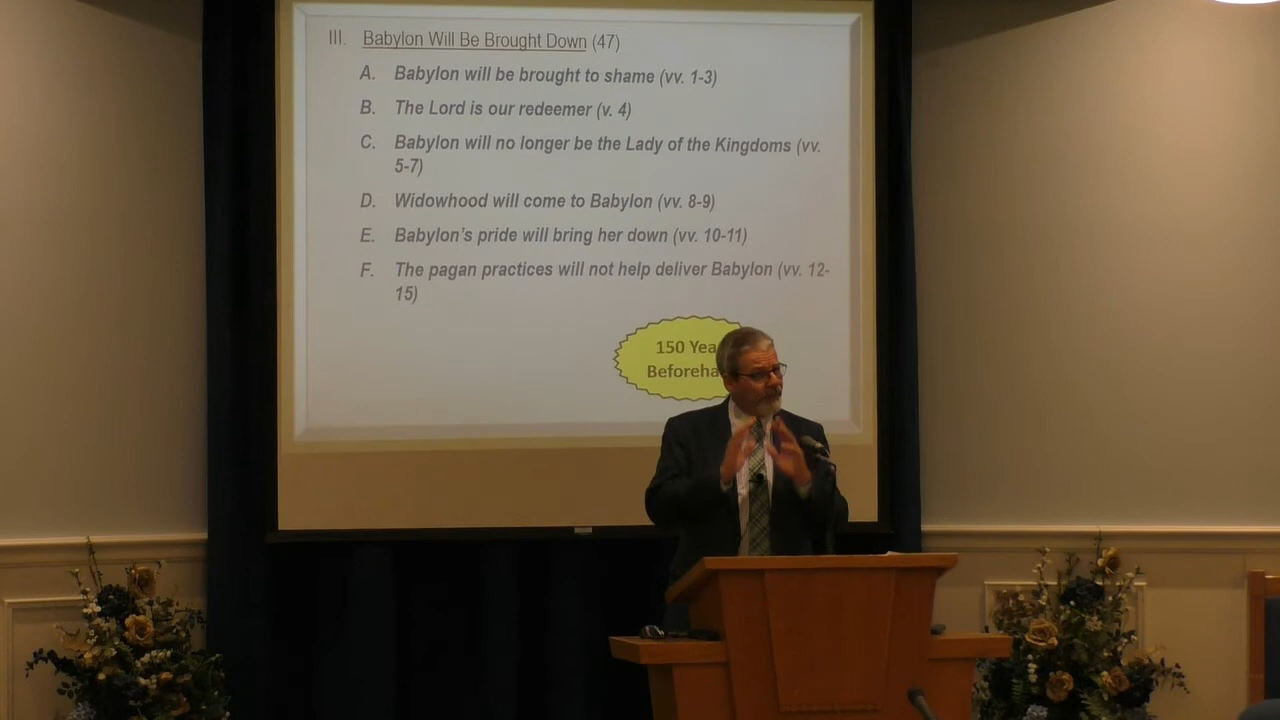 III. Babylon Will Be Brought Down (47)
A. Babylon will be brought to shame (vv. 1-3)
B. The Lord is our redeemer (v. 4)
C. Babylon will no longer be the Lady of the Kingdoms (vv.
5-7)
D. Widowhood will come to Babylon (vv. 8-9)
E. Babylon's pride will bring her down (vv. 10-11)
F. The pagan practices will not help deliver Babylon (vv. 12-
15)
150